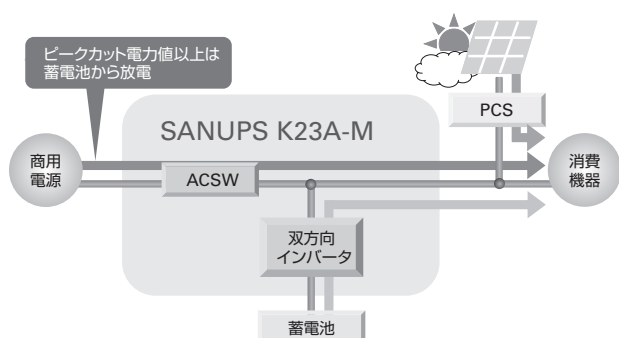 ピークカット電力値以上は
蓄電池から放電
SANUPS K23A-M
PCS
商用
電源
ACSW
消費
機器
双方向
インバータ
蓄電池